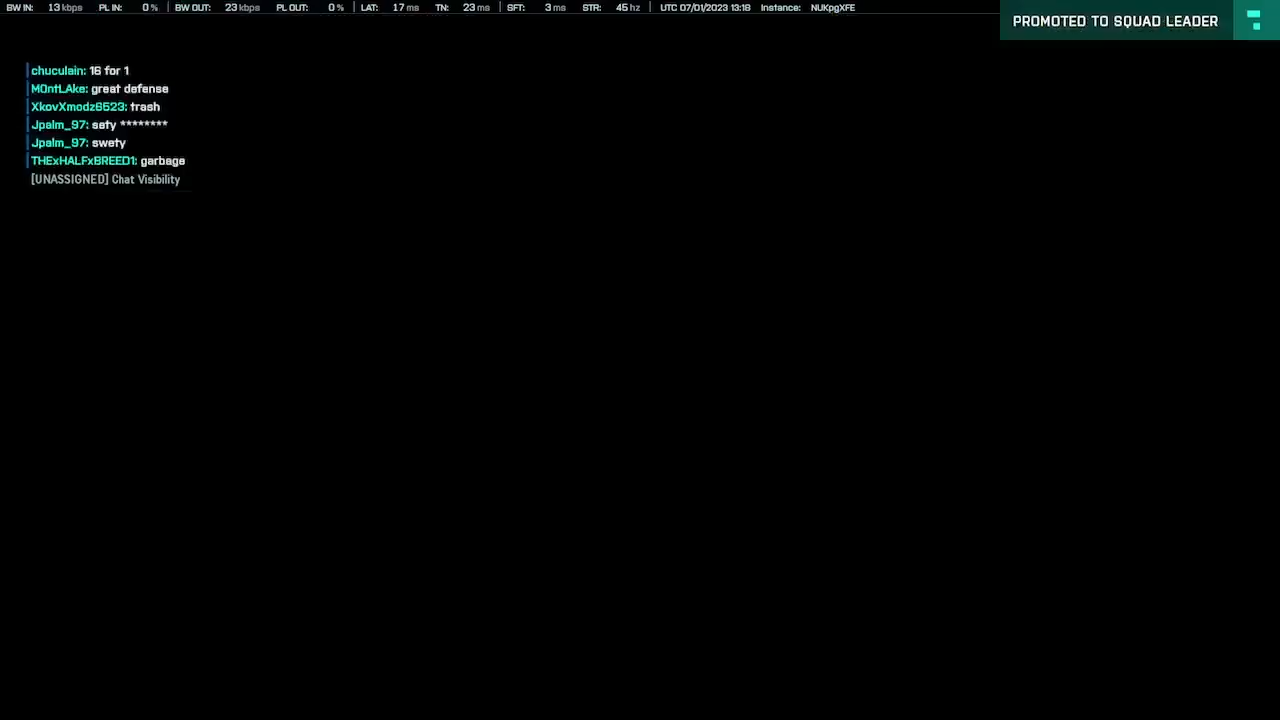 BW IN: 13 kbps PL IN: 0 % | BW OUT: 23 kbps PL OUT: 0 % | LAT: 17 ms TN: 23 ms | SFT: 3 ms STR: 45 hz | UTC 07/01/2023 13:18 Instance: NUKpgXFE
PROMOTED TO SQUAD LEADER
chuculain: 16 for 1
M0ntLAke: great defense
XkovXmodz6523: trash
Jpalm_97: saty ********
Jpalm_97: swety
THExHALFxBREED1: garbage
[UNASSIGNED] Chat Visibility